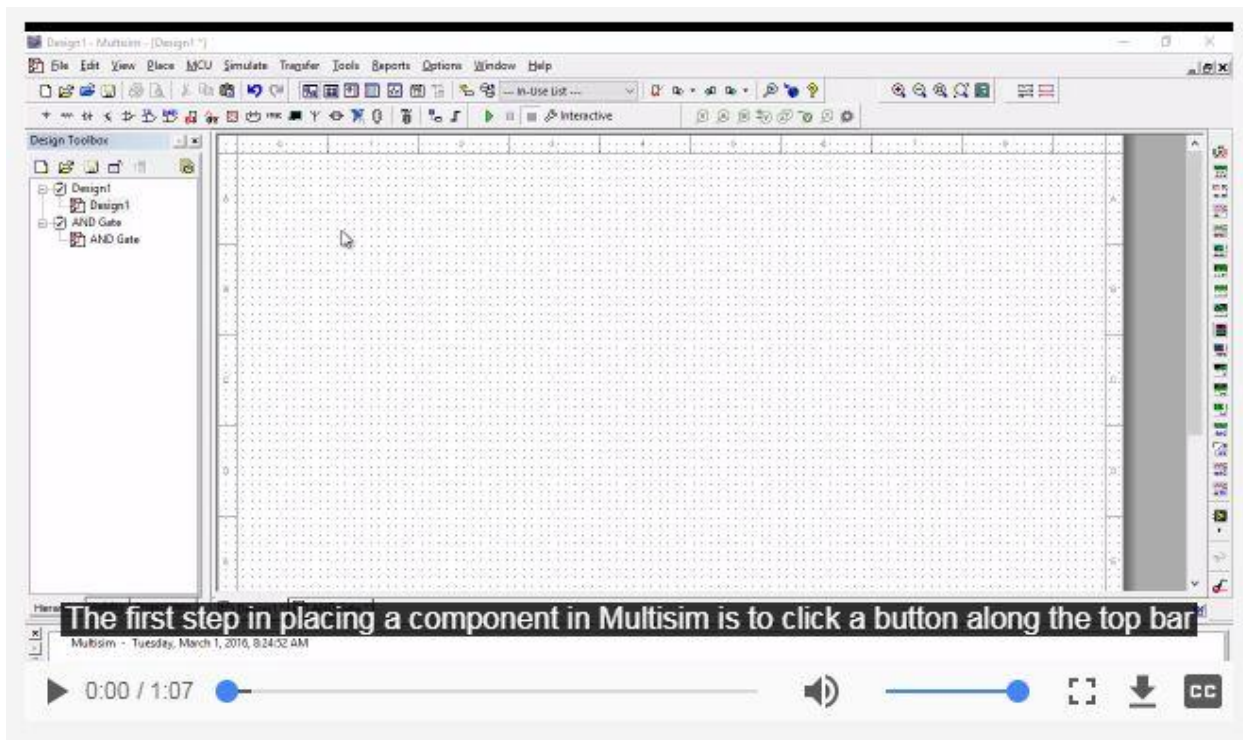 Design1 - Multisim - [Design1 *]
File Edit View Place MCU Simulate Transfer Tools Reports Options Window Help
--- In-Use List ---
Interactive
Design Toolbox
Design1
Design1
AND Gate
AND Gate
The first step in placing a component in Multisim is to click a button along the top bar
Multisim - Tuesday, March 1, 2016, 8:24:52 AM
0:00 / 1:07
CC